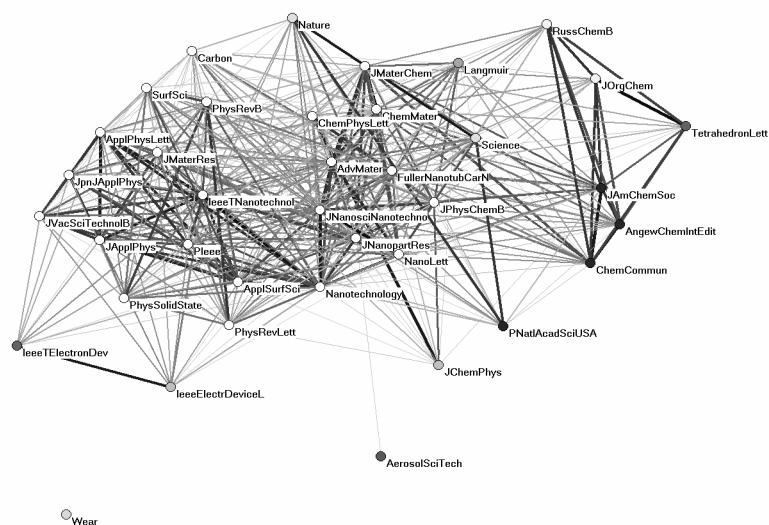 Nature
RussChemB
Carbon
JMaterChem
Langmuir
JOrgChem
SurfSci
PhysRevB
ChemPhysLett
ChemMater
TetrahedronLett
ApplPhysLett
Science
JMaterRes
AdvMater
FullerNanotubCarN
JpnJApplPhys
IeeeTNanotechnol
JAmChemSoc
JVacSciTechnolB
JNanosciNanotechno
JPhysChemB
AngewChemIntEdit
JApplPhys
PIeee
JNanopartRes
NanoLett
ChemCommun
ApplSurfSci
Nanotechnology
PhysSolidState
PhysRevLett
PNatlAcadSciUSA
IeeeTElectronDev
JChemPhys
IeeeElectrDeviceL
AerosolSciTech
Wear